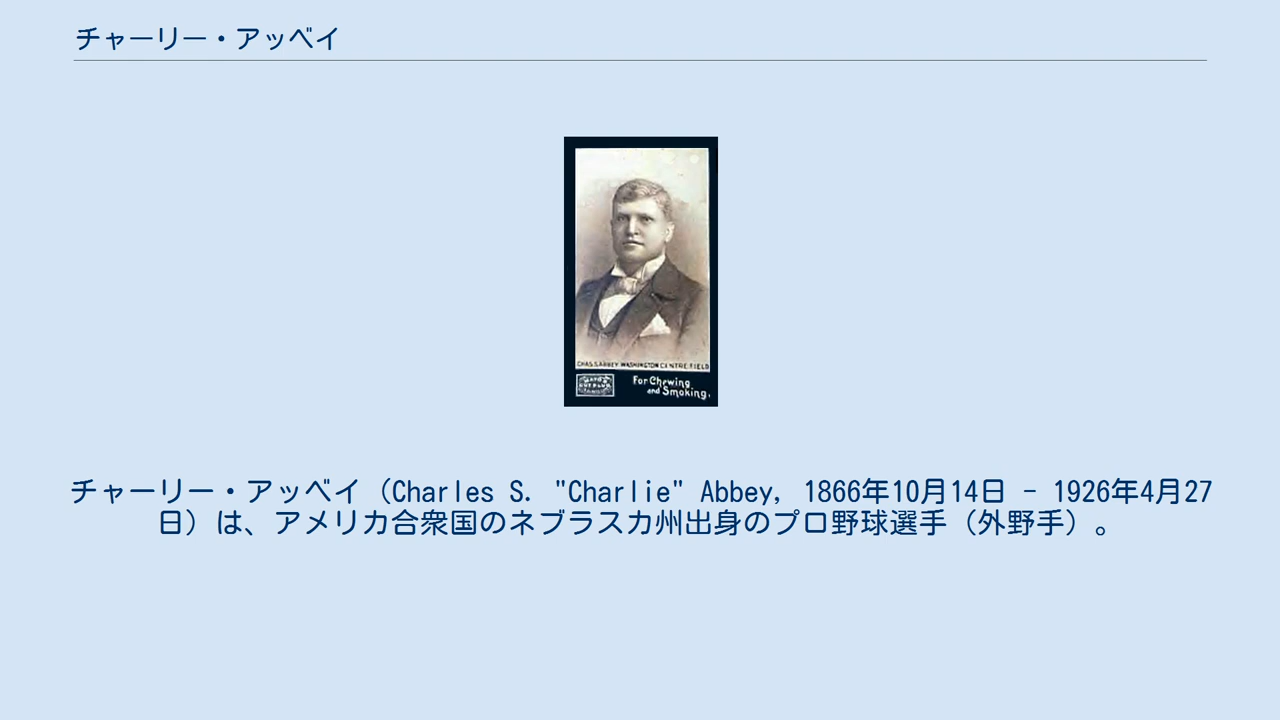 チャーリー・アッベイ
CHAS.S.ABBEY WASHINGTON CENTRE FIELD
For Chewing
and Smoking.
チャーリー・アッベイ（Charles S. "Charlie" Abbey, 1866年10月14日 - 1926年4月27
日）は、アメリカ合衆国のネブラスカ州出身のプロ野球選手（外野手）。